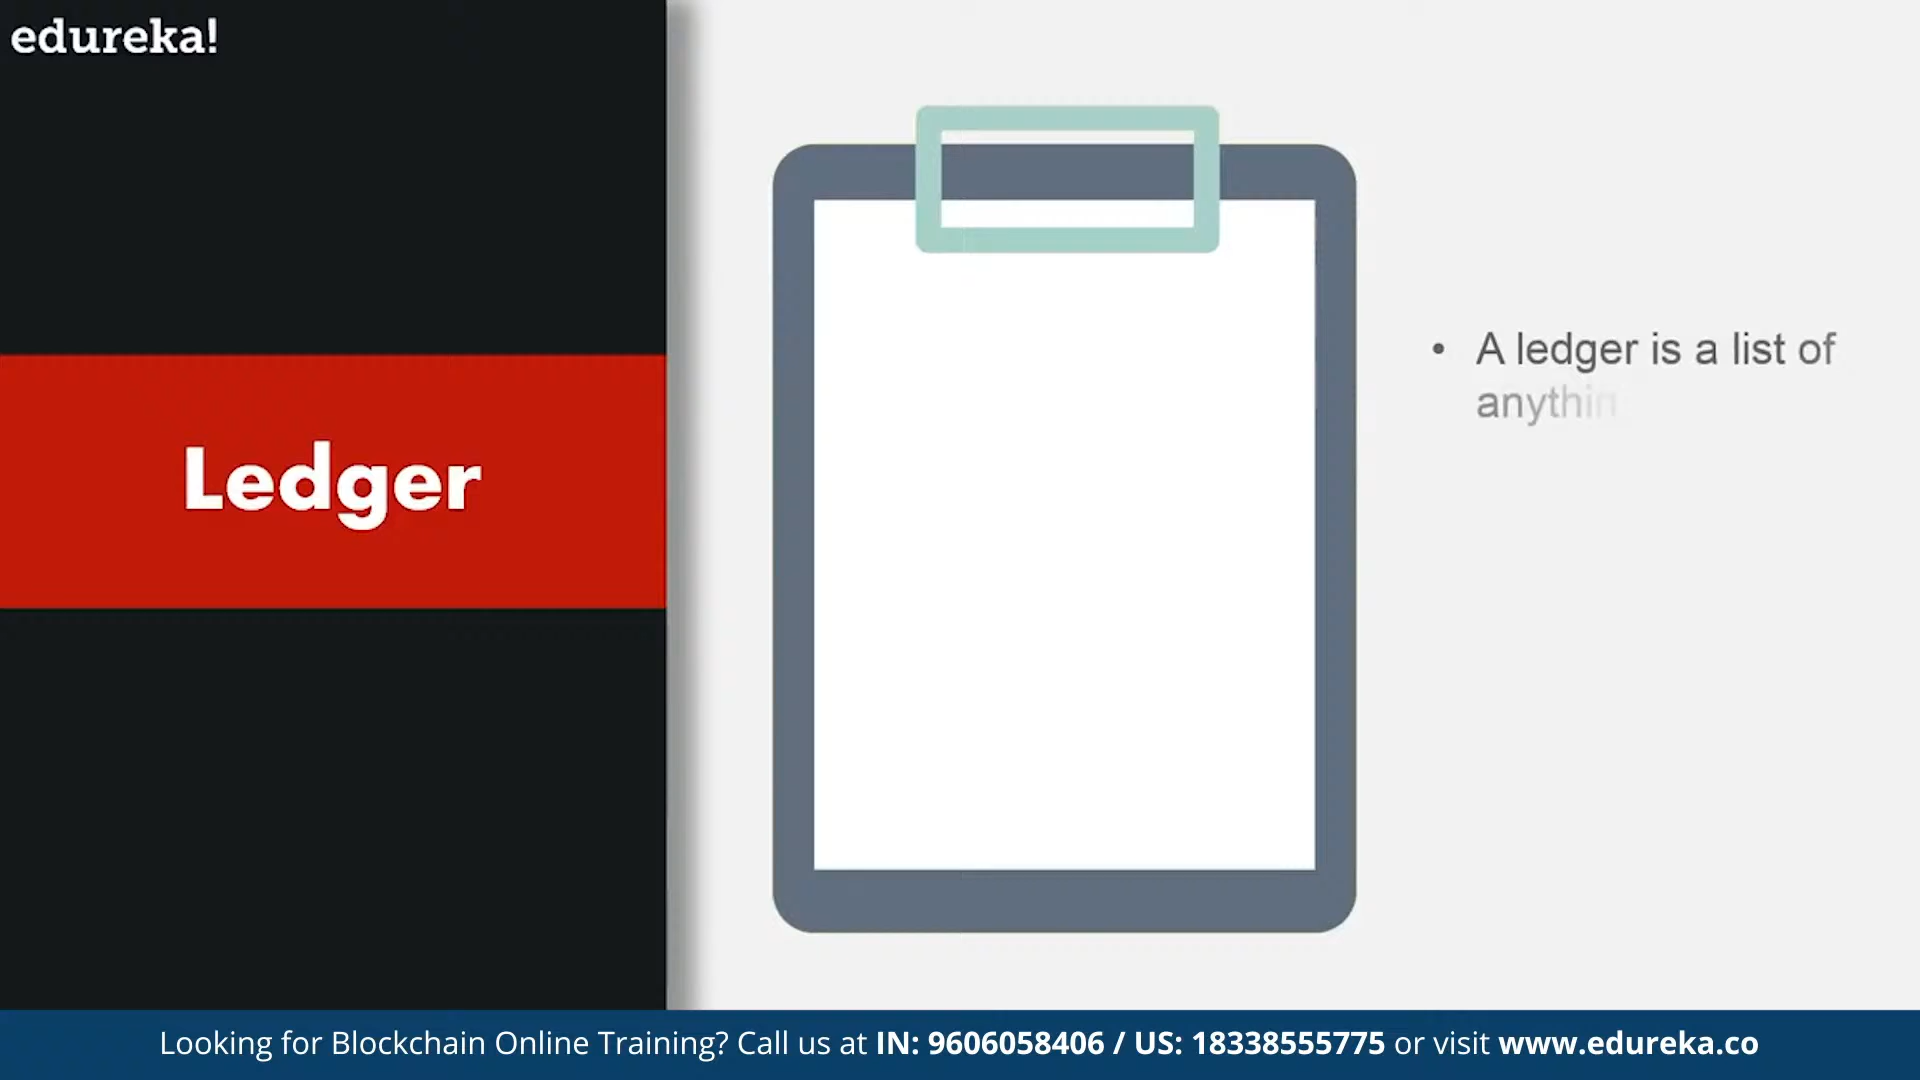 edureka!
Ledger
• A ledger is a list of
Looking for Blockchain Online Training? Call us at IN: 9606058406 / US: 18338555775 or visit www.edureka.co